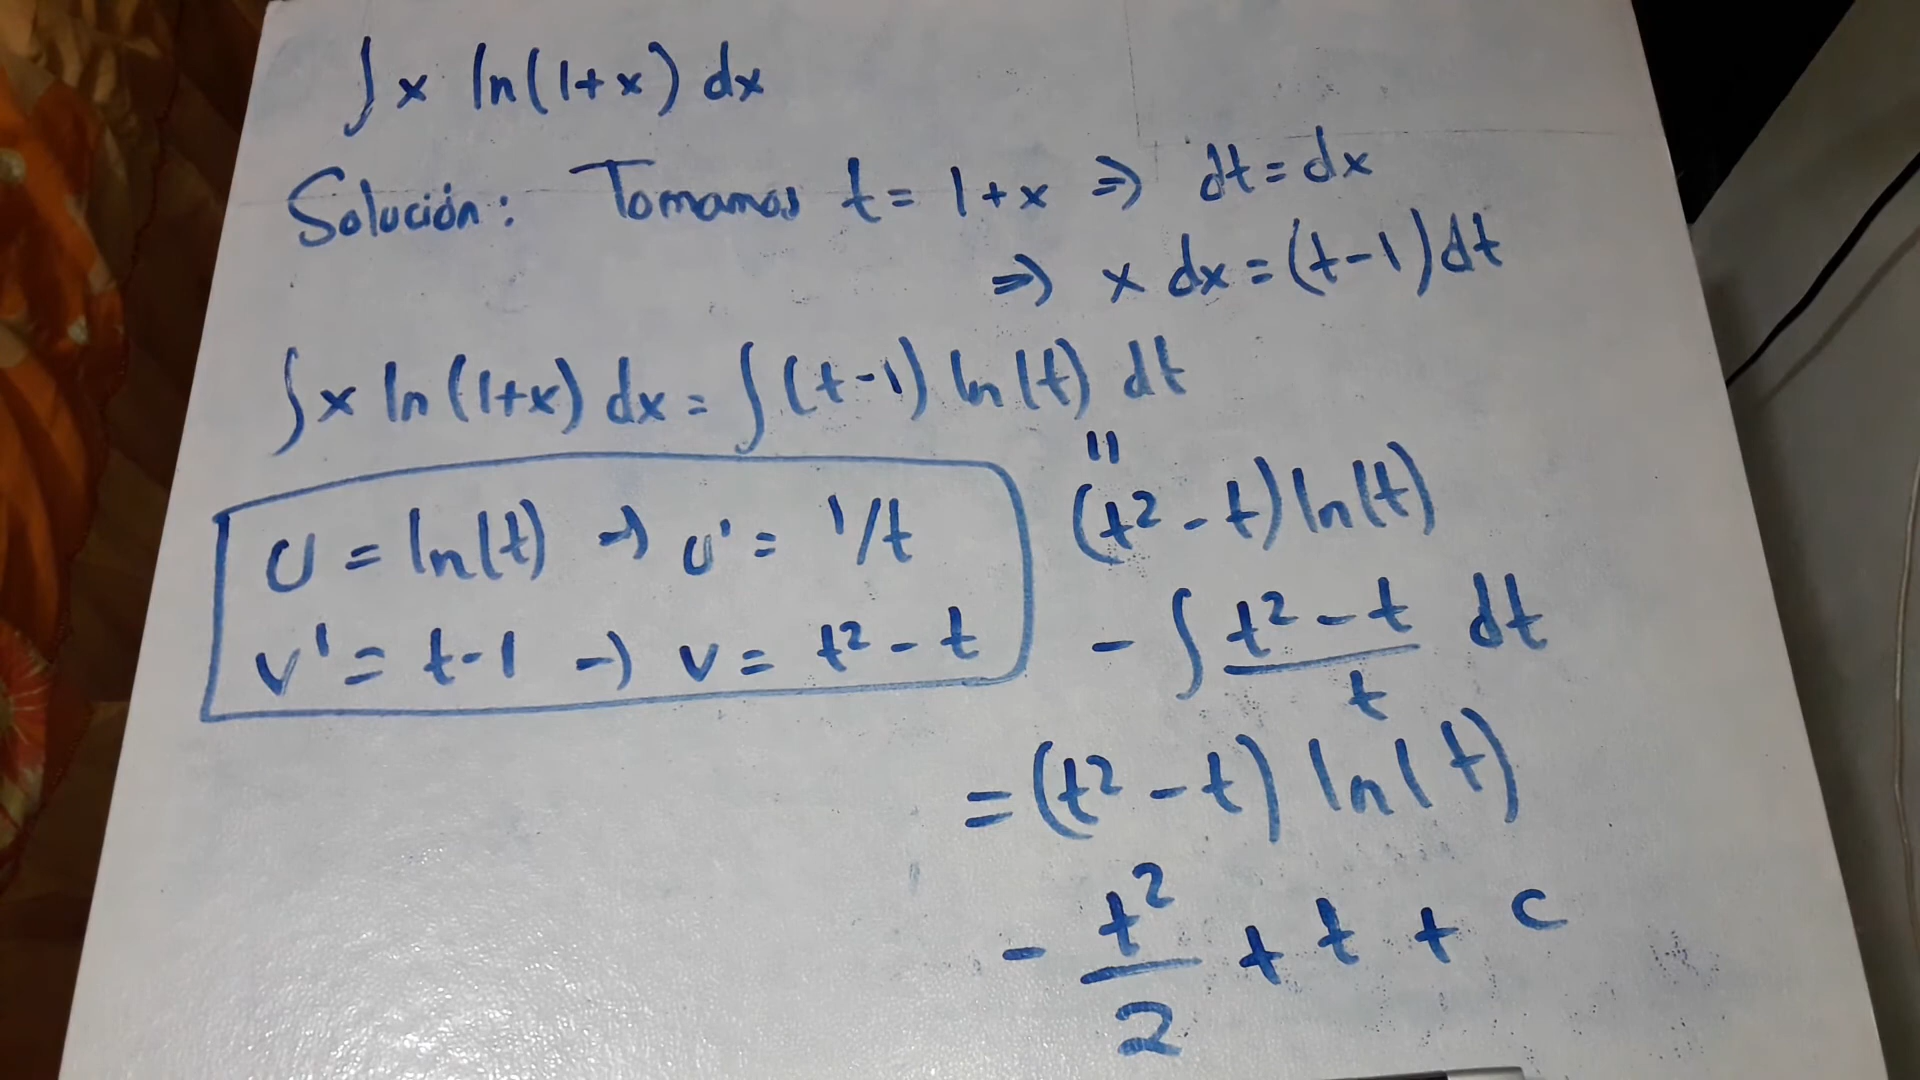 ∫ x ln(1+x) dx
Solución: Tomamos t = 1+x ⇒ dt = dx
⇒ x dx = (t-1) dt
∫ x ln(1+x) dx = ∫ (t-1) ln(t) dt
U = ln(t) → u' = 1/t
v' = t-1 → v = t² - t
=
(t² - t) ln(t)
- ∫ (t² - t)/t dt
= (t² - t) ln(t)
- t²/2 + t + c